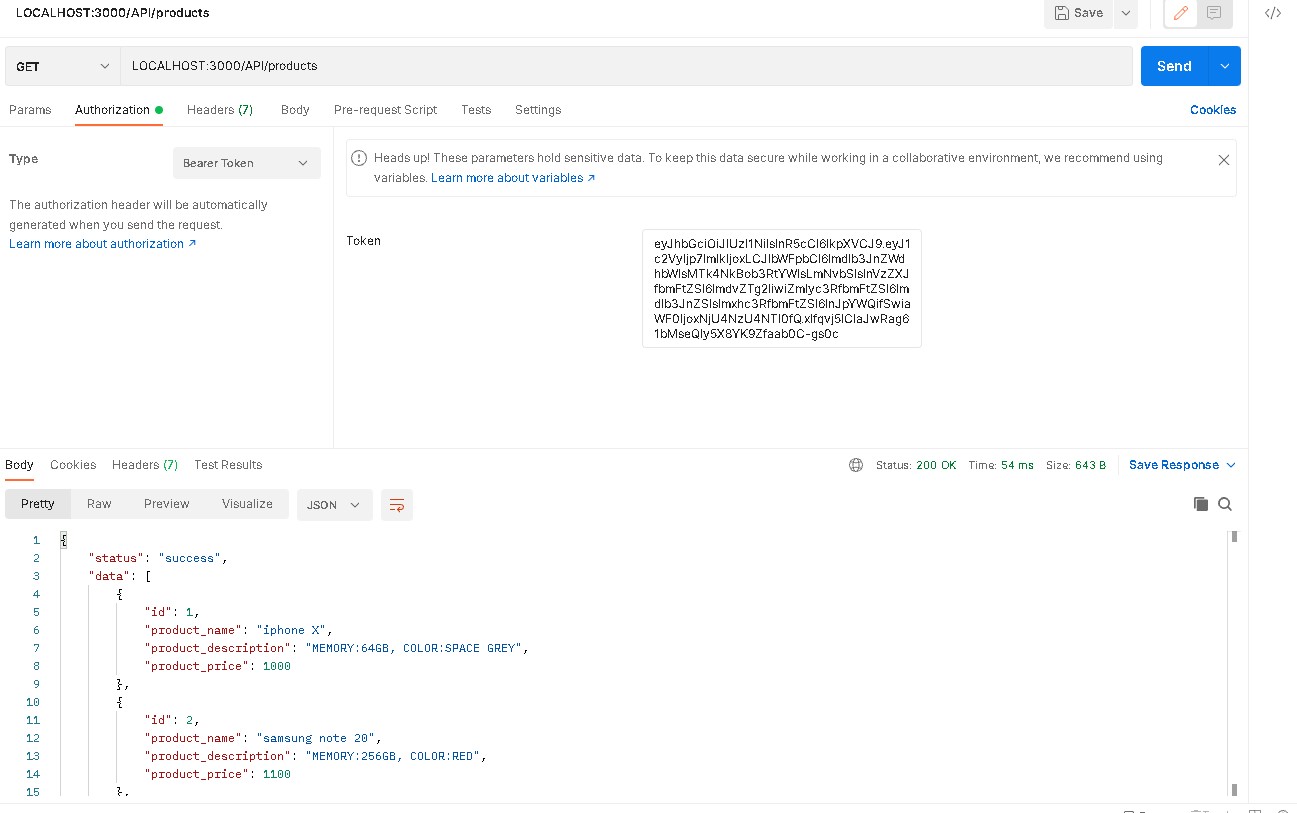 LOCALHOST:3000/API/products
Save
GET
LOCALHOST:3000/API/products
Send
Params Authorization Headers (7) Body Pre-request Script Tests Settings Cookies
Type
Bearer Token
Heads up! These parameters hold sensitive data. To keep this data secure while working in a collaborative environment, we recommend using
variables. Learn more about variables ↗
The authorization header will be automatically
generated when you send the request.
Learn more about authorization ↗
Token
Body Cookies Headers (7) Test Results
Status: 200 OK Time: 54 ms Size: 643 B Save Response
Pretty Raw Preview Visualize JSON
1 {
2 "status": "success",
3 "data": [
4 {
5 "id": 1,
6 "product_name": "iphone X",
7 "product_description": "MEMORY:64GB, COLOR:SPACE GREY",
8 "product_price": 1000
9 },
10 {
11 "id": 2,
12 "product_name": "samsung note 20",
13 "product_description": "MEMORY:256GB, COLOR:RED",
14 "product_price": 1100
15 },